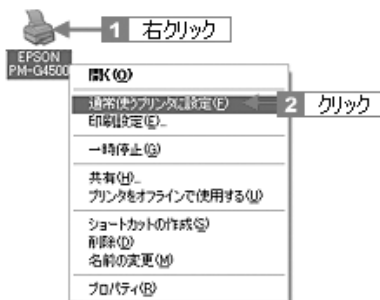 1 右クリック
EPSON
PM-G4500
開く(O)
通常使うプリンタに設定(F)
2 クリック
印刷設定(E)...
一時停止(G)
共有(H)...
プリンタをオフラインで使用する(U)
ショートカットの作成(S)
削除(D)
名前の変更(M)
プロパティ(R)